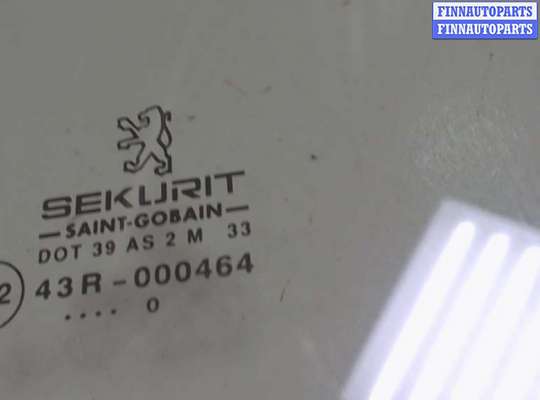 FINNAUTOPARTS
FINNAUTOPARTS
SEKURIT
—SAINT-GOBAIN—
DOT 39 AS 2 M 33
2 43R-000464
.... 0